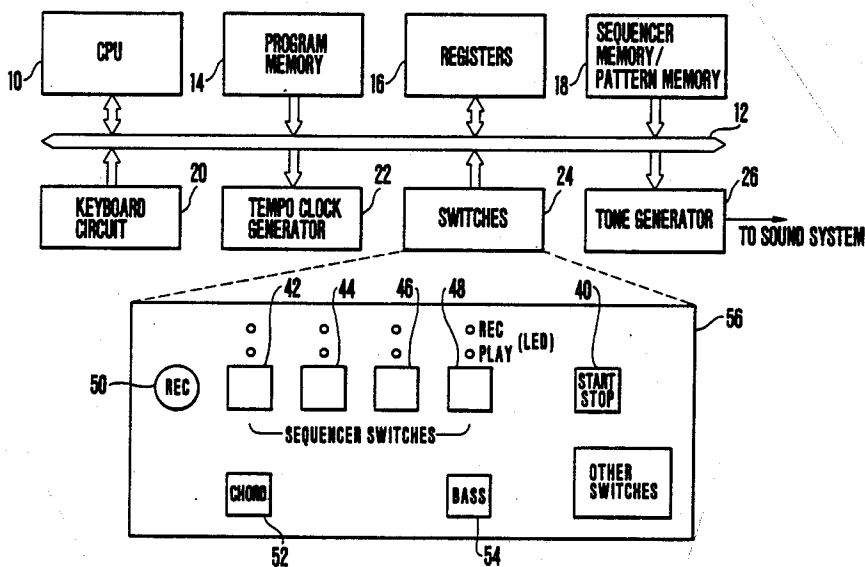 CPU
10
PROGRAM
MEMORY
14
REGISTERS
16
SEQUENCER
MEMORY/
PATTERN MEMORY
18
12
KEYBOARD
CIRCUIT
20
TEMPO CLOCK
GENERATOR
22
SWITCHES
24
TONE GENERATOR
26
TO SOUND SYSTEM
42
44
46
48
40
56
REC
PLAY
(LED)
50
REC
START
STOP
SEQUENCER SWITCHES
CHORD
52
BASS
54
OTHER
SWITCHES